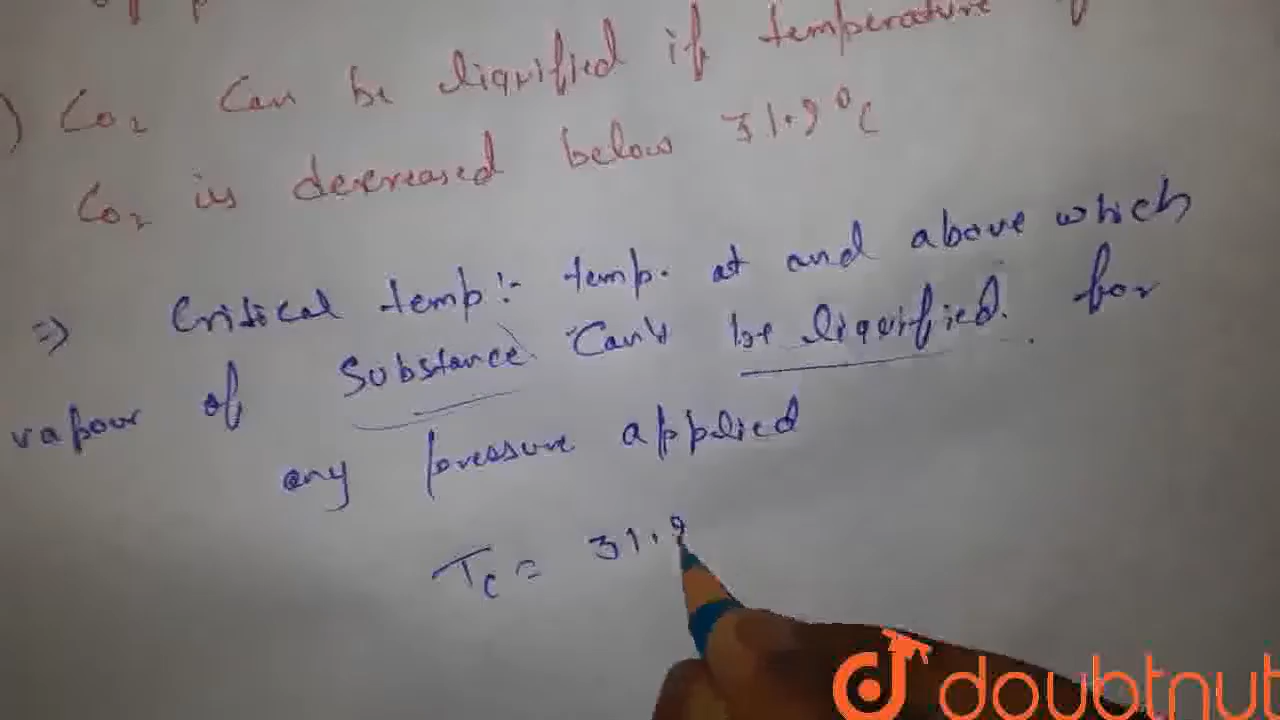 ) CO2 Can be liquified if temperature of
CO2 is decreased below 31.9°C
=> Critical temp:- temp. at and above which
vapour of substance Can't be liquified. for
any pressure applied
Tc = 31.9
doubtnut